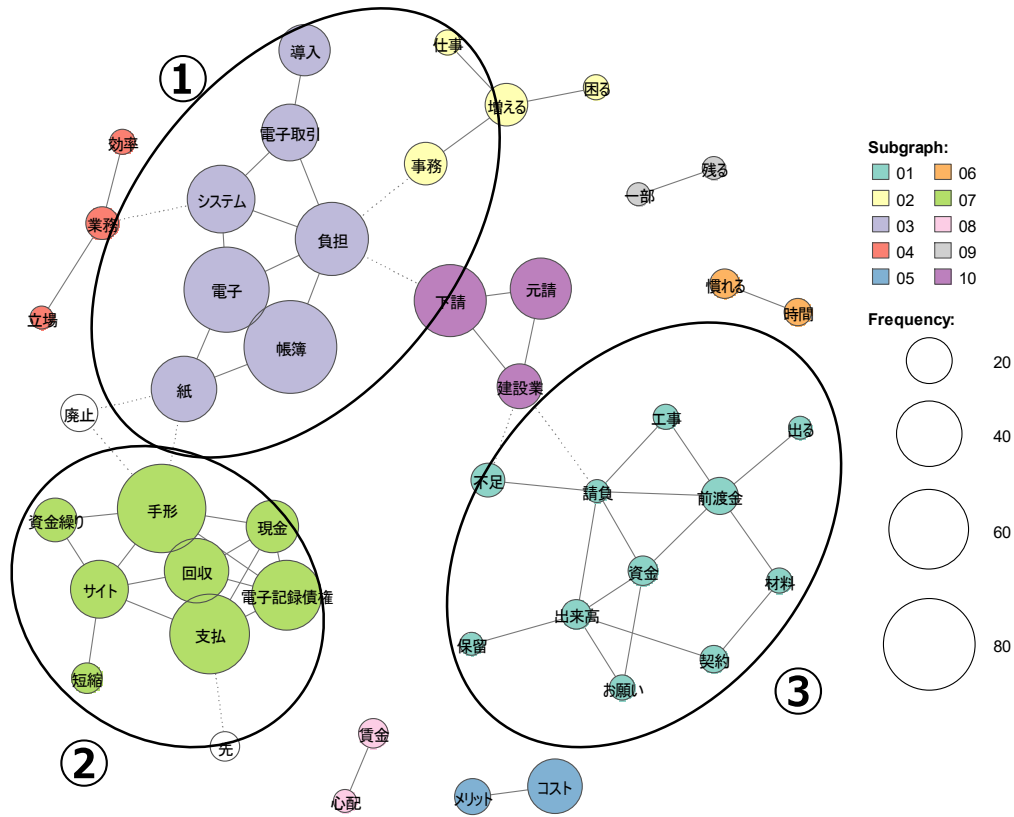 導入
仕事
①
増える
困る
電子取引
効率
事務
残る
一部
システム
業務
負担
電子
下請
元請
慣れる
時間
立場
帳簿
紙
建設業
廃止
工事
出る
不足
請負
前渡金
手形
資金繰り
現金
回収
資金
材料
サイト
電子記録債権
出来高
支払
保留
契約
短縮
お願い
③
先
賃金
②
心配
メリット
コスト
Subgraph:
01 06
02 07
03 08
04 09
05 10
Frequency:
20
40
60
80